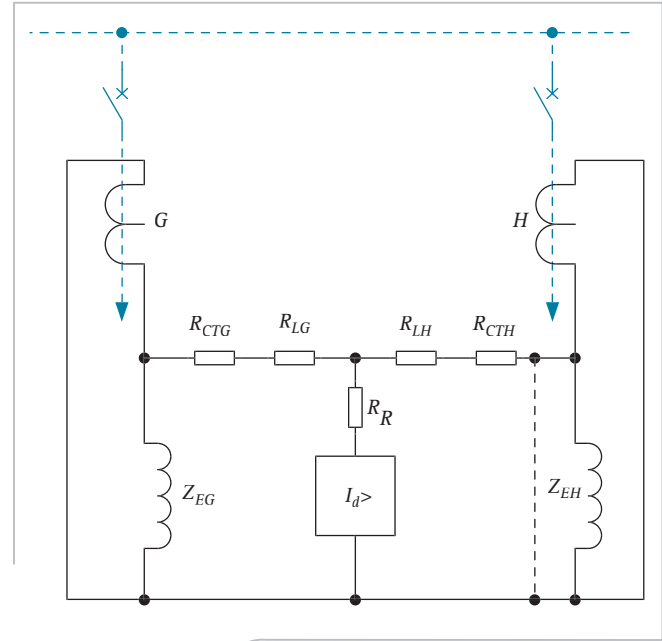 G
H
R_CTG
R_LG
R_LH
R_CTH
R_R
Z_EG
I_d>
Z_EH